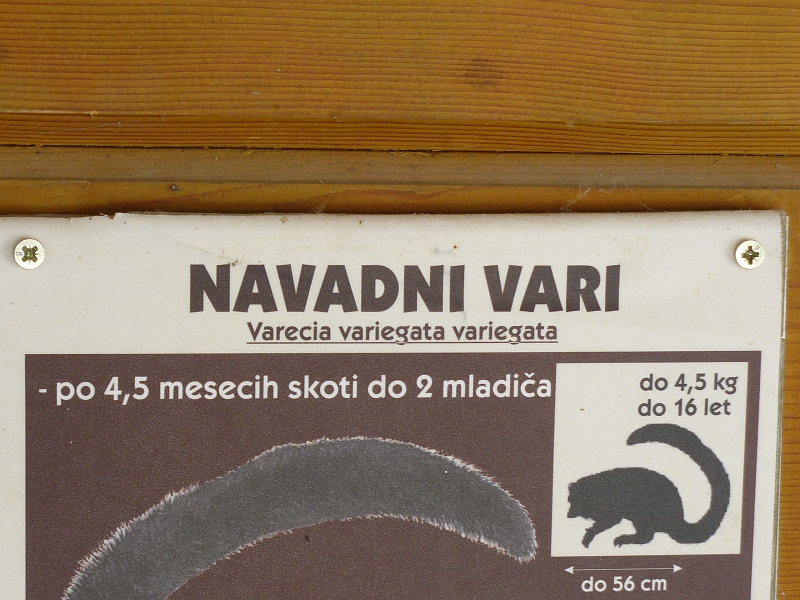 NAVADNI VARI
Varecia variegata variegata
- po 4,5 mesecih skoti do 2 mladiča
do 4,5 kg
do 16 let
do 56 cm